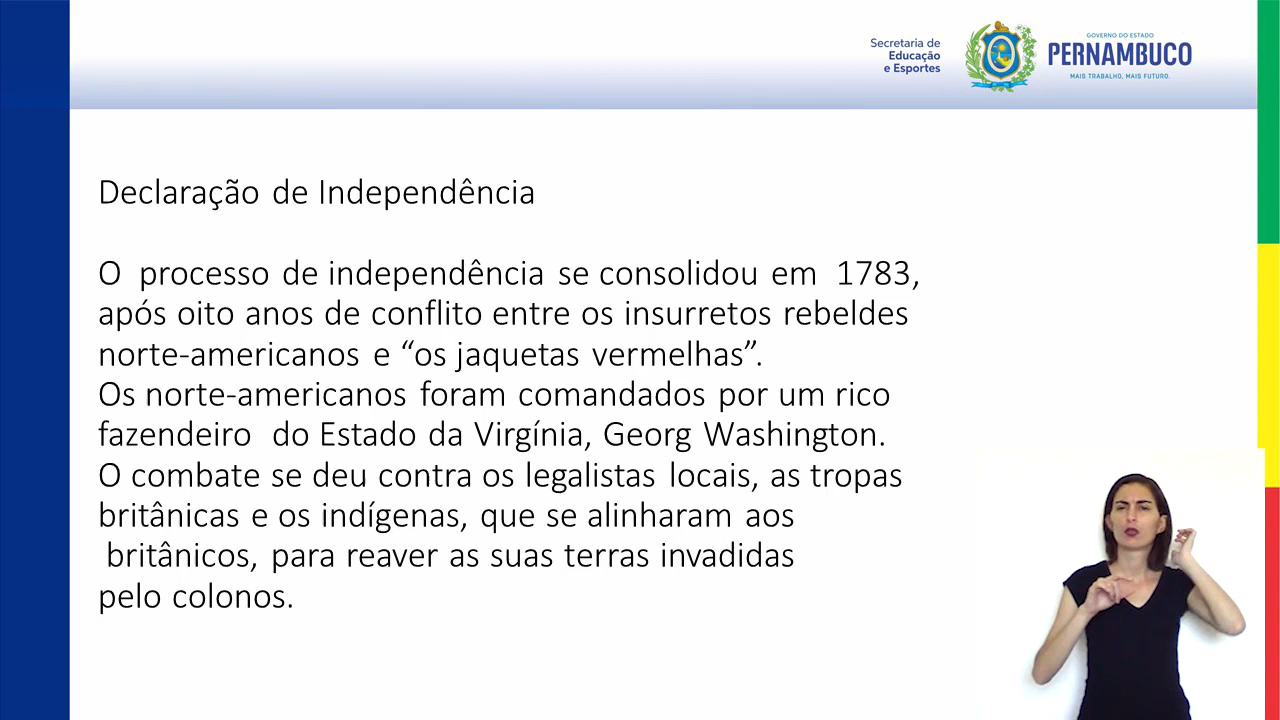 Secretaria de
Educação
e Esportes
GOVERNO DO ESTADO
PERNAMBUCO
MAIS TRABALHO, MAIS FUTURO.
Declaração de Independência
O processo de independência se consolidou em 1783,
após oito anos de conflito entre os insurretos rebeldes
norte-americanos e “os jaquetas vermelhas”.
Os norte-americanos foram comandados por um rico
fazendeiro do Estado da Virgínia, Georg Washington.
O combate se deu contra os legalistas locais, as tropas
britânicas e os indígenas, que se alinharam aos
britânicos, para reaver as suas terras invadidas
pelo colonos.